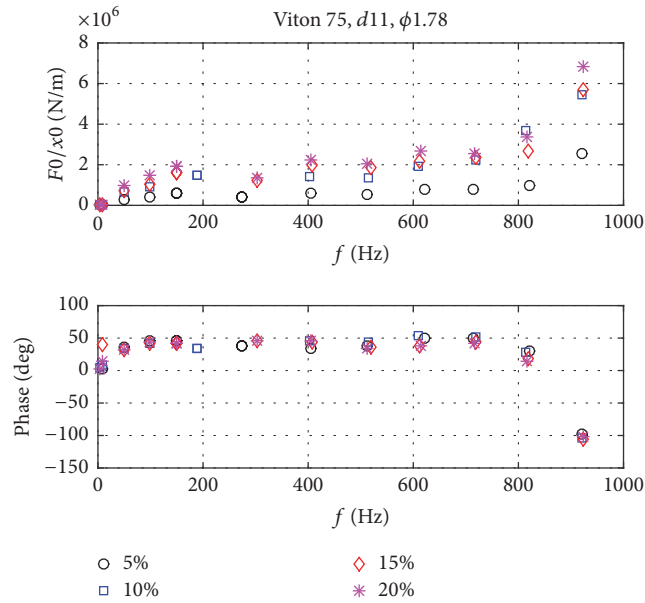 Viton 75, d11, ϕ1.78
×10⁶
8
6
4
2
0
F0/x0 (N/m)
0 200 400 600 800 1000
f (Hz)
100
50
0
−50
−100
−150
Phase (deg)
0 200 400 600 800 1000
f (Hz)
5%
10%
15%
20%